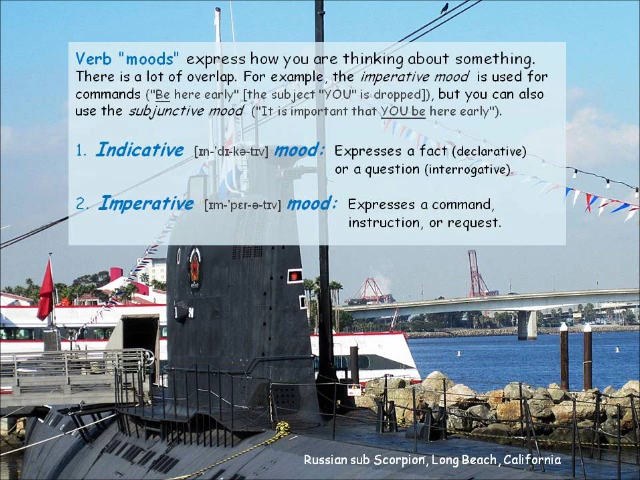 Verb "moods" express how you are thinking about something.
There is a lot of overlap. For example, the imperative mood is used for
commands ("Be here early" [the subject "YOU" is dropped]), but you can also
use the subjunctive mood ("It is important that YOU be here early").
1. Indicative [ɪn-ˈdɪ-kə-tɪv] mood: Expresses a fact (declarative)
or a question (interrogative)
2. Imperative [ɪm-ˈpɛr-ə-tɪv] mood: Expresses a command,
instruction, or request.
Russian sub Scorpion, Long Beach, California